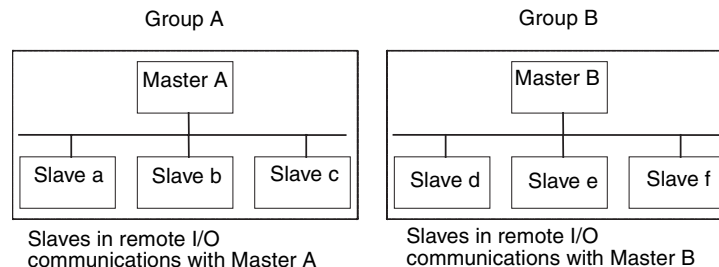 Group A
Master A
Slave a
Slave b
Slave c
Slaves in remote I/O
communications with Master A
Group B
Master B
Slave d
Slave e
Slave f
Slaves in remote I/O
communications with Master B